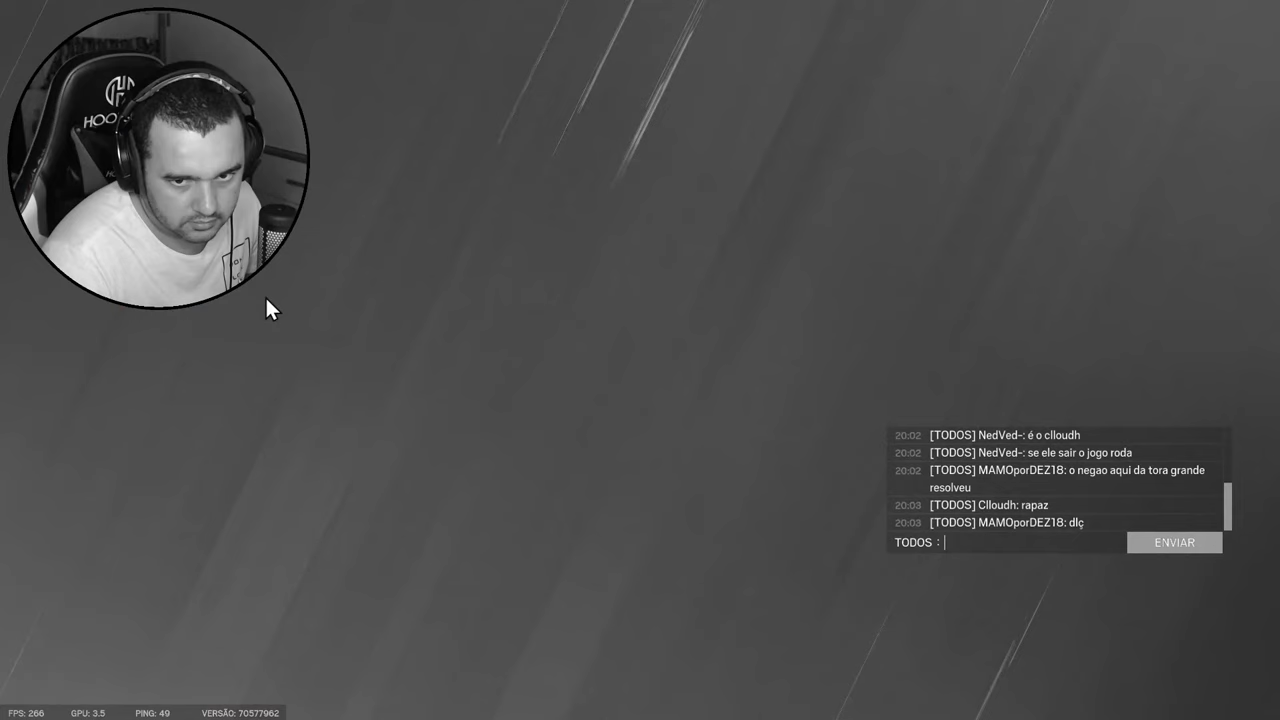 HOO
20:02 [TODOS] NedVed-: é o clloudh
20:02 [TODOS] NedVed-: se ele sair o jogo roda
20:02 [TODOS] MAMOporDEZ18: o negao aqui da tora grande
resolveu
20:03 [TODOS] Clloudh: rapaz
20:03 [TODOS] MAMOporDEZ18: dlç
TODOS : ENVIAR
FPS: 266 GPU: 3.5 PING: 49 VERSÃO: 70577962